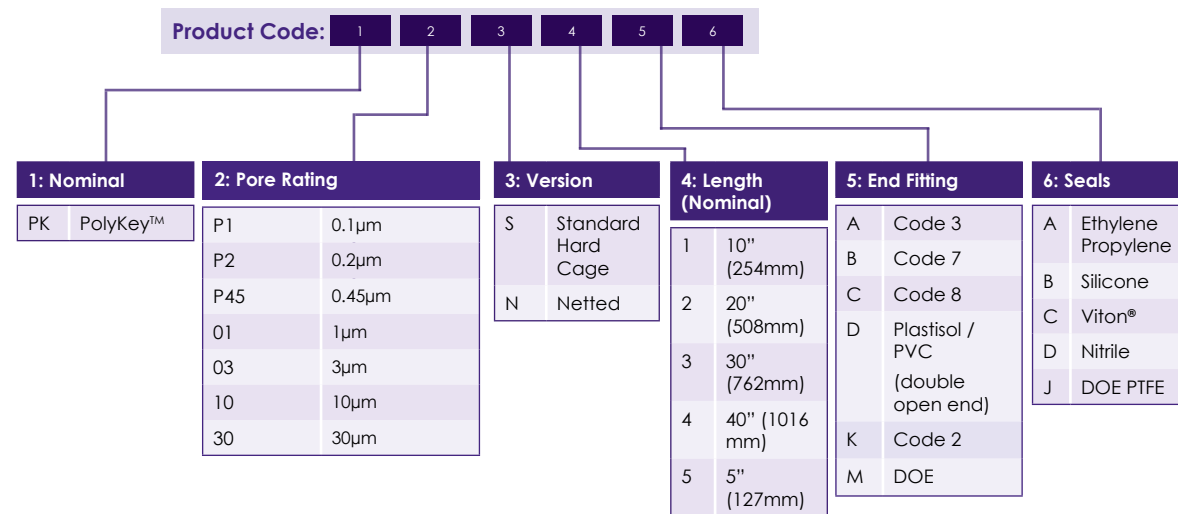 Product Code: 1 2 3 4 5 6
1: Nominal
PK PolyKey™
2: Pore Rating
P1 0.1µm
P2 0.2µm
P45 0.45µm
01 1µm
03 3µm
10 10µm
30 30µm
3: Version
S Standard
Hard
Cage
N Netted
4: Length
(Nominal)
1 10”
(254mm)
2 20”
(508mm)
3 30”
(762mm)
4 40” (1016
mm)
5 5”
(127mm)
5: End Fitting
A Code 3
B Code 7
C Code 8
D Plastisol /
PVC
(double
open end)
K Code 2
M DOE
6: Seals
A Ethylene
Propylene
B Silicone
C Viton®
D Nitrile
J DOE PTFE